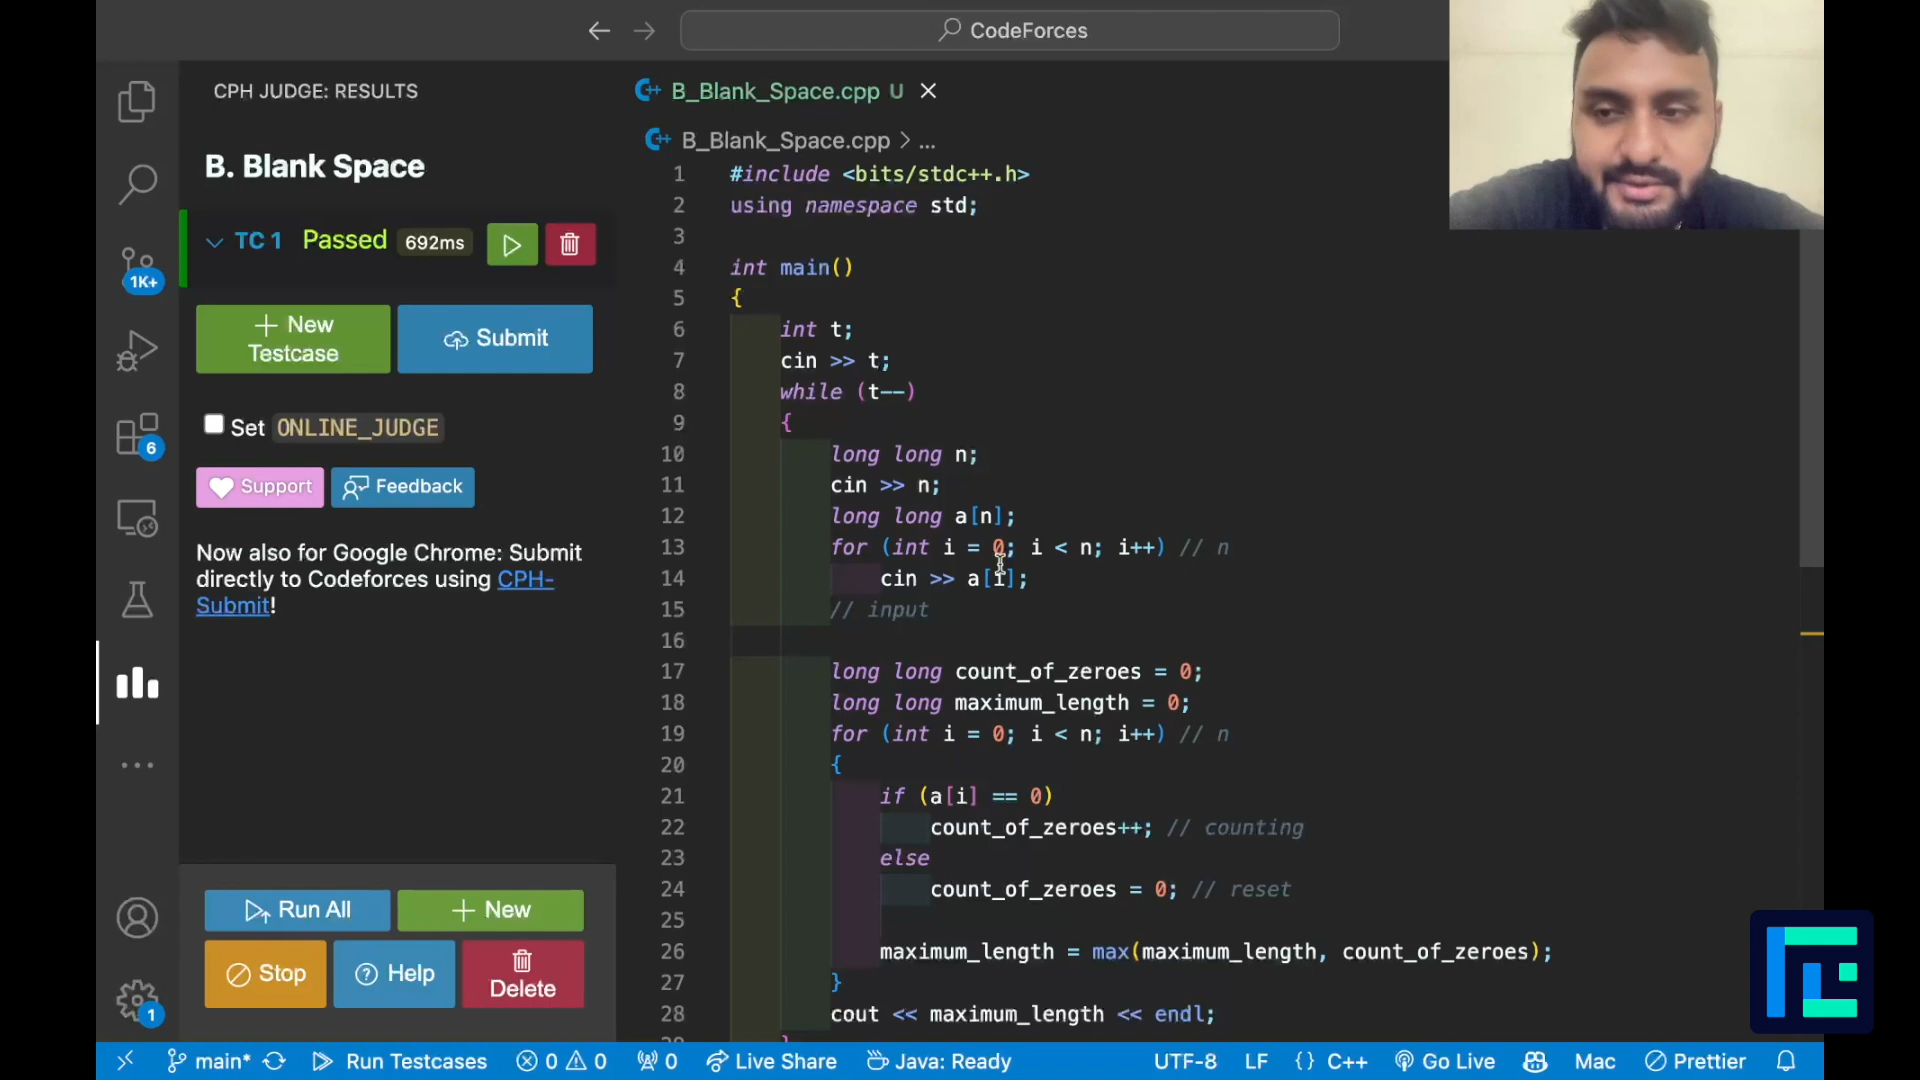 CodeForces
CPH JUDGE: RESULTS
B. Blank Space
TC 1 Passed 692ms
New Testcase
Submit
Set ONLINE_JUDGE
Support
Feedback
Now also for Google Chrome: Submit
directly to Codeforces using CPH-
Submit!
Run All
New
Stop
Help
Delete
1K+
6
1
B_Blank_Space.cpp U
B_Blank_Space.cpp > ...
1 #include <bits/stdc++.h>
2 using namespace std;
3
4 int main()
5 {
6 int t;
7 cin >> t;
8 while (t--)
9 {
10 long long n;
11 cin >> n;
12 long long a[n];
13 for (int i = 0; i < n; i++) // n
14 cin >> a[i];
15 // input
16
17 long long count_of_zeroes = 0;
18 long long maximum_length = 0;
19 for (int i = 0; i < n; i++) // n
20 {
21 if (a[i] == 0)
22 count_of_zeroes++; // counting
23 else
24 count_of_zeroes = 0; // reset
25
26 maximum_length = max(maximum_length, count_of_zeroes);
27 }
28 cout << maximum_length << endl;
main* Run Testcases 0 0 0 Live Share Java: Ready UTF-8 LF {} C++ Go Live Mac Prettier